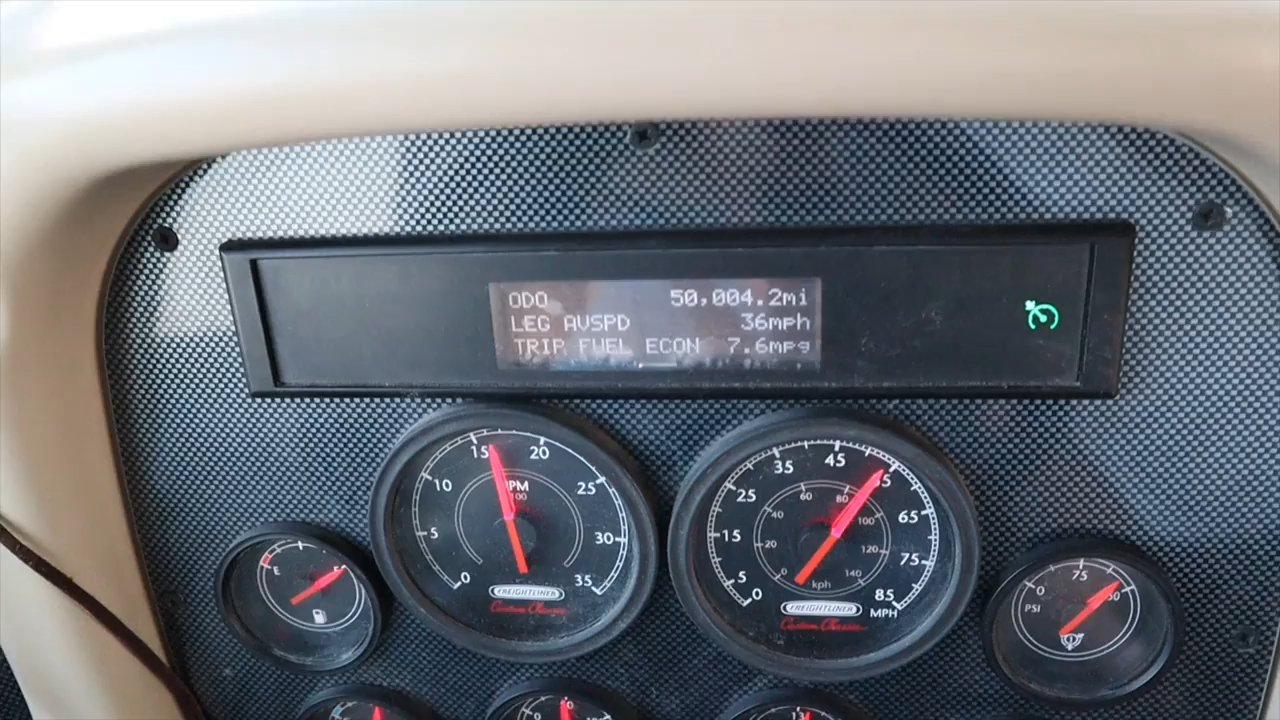 ODO 50,004.2mi
LEG AVSPD 36mph
TRIP FUEL ECON 7.6mpg
0 5 10 15 20 25 30 35
RPM
100
FREIGHTLINER
Custom Chassis
0 5 15 25 35 45 55 65 75 85
MPH
0 20 40 60 80 100 120 140
kph
FREIGHTLINER
Custom Chassis
E F
0 75
PSI